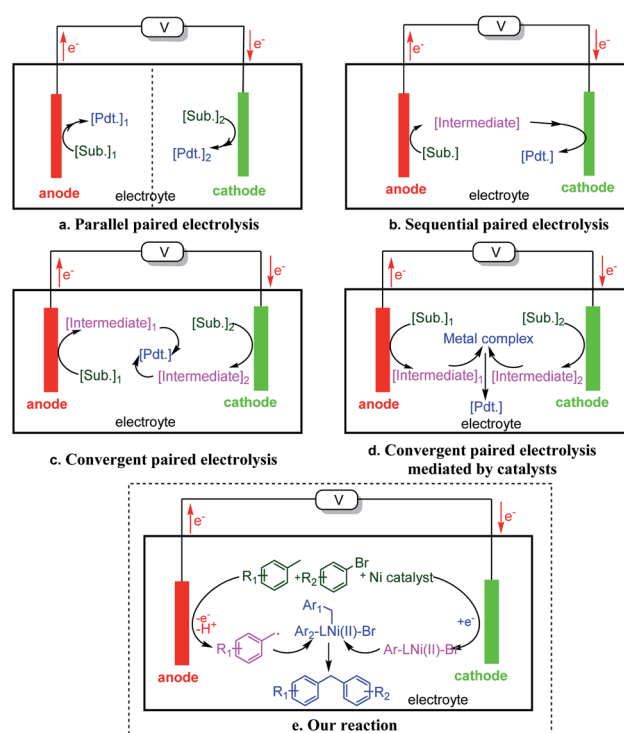 V
e-
e-
[Pdt.]1
[Sub.]1
[Sub.]2
[Pdt.]2
anode
electroyte
cathode
a. Parallel paired electrolysis
V
e-
e-
[Intermediate]
[Sub.]
[Pdt.]
anode
electroyte
cathode
b. Sequential paired electrolysis
V
e-
e-
[Intermediate]1
[Sub.]2
[Pdt.]
[Sub.]1
[Intermediate]2
anode
electroyte
cathode
c. Convergent paired electrolysis
V
e-
e-
[Sub.]1
[Sub.]2
Metal complex
[Intermediate]1
[Intermediate]2
[Pdt.]
anode
electroyte
cathode
d. Convergent paired electrolysis
mediated by catalysts
V
e-
e-
R1
+
R2
Br
+ Ni catalyst
-e-
-H+
+e-
Ar1
Ar2-LNi(II)-Br
R1
Ar-LNi(II)-Br
R1
R2
anode
electroyte
cathode
e. Our reaction